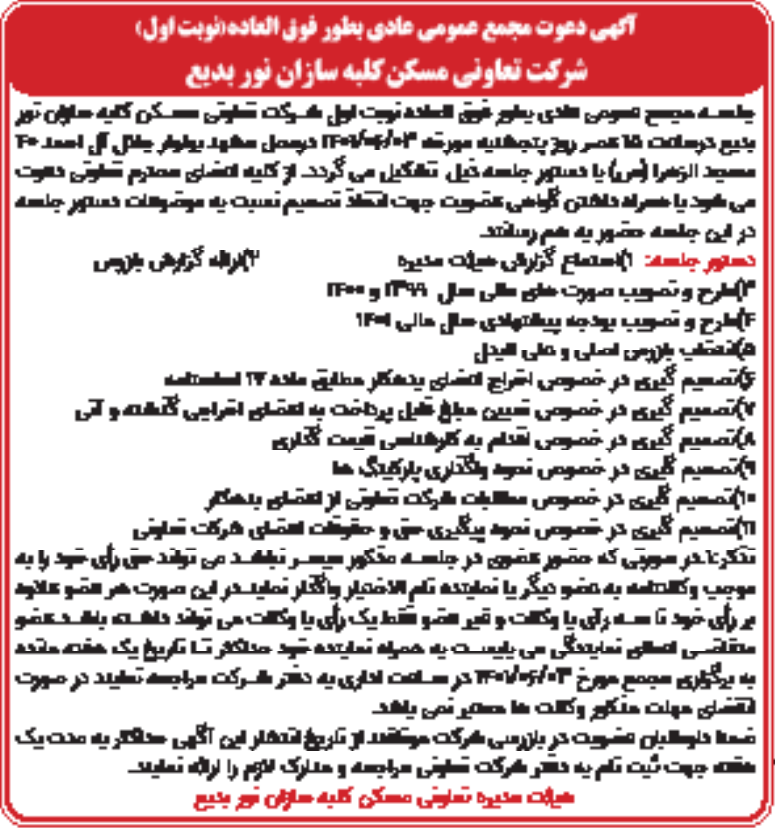 آگهی دعوت مجمع عمومی عادی بطور فوق العاده(نوبت اول)
شرکت تعاونی مسکن کلبه سازان نور بدیع
جلسه مجمع عمومی عادی بطور فوق العاده نوبت اول شرکت تعاونی مسکن کلبه سازان نور
بدیع درساعت ۱۵ عصر روز پنجشنبه مورخه ۱۴۰۱/۰۶/۰۳ درمحل مشهد بولوار جلال آل احمد ۴۰
مسجد الزهرا (س) با دستور جلسه ذیل تشکیل می گردد. از کلیه اعضای محترم تعاونی دعوت
می شود با همراه داشتن گواهی عضویت جهت اتخاذ تصمیم نسبت به موضوعات دستور جلسه
در این جلسه حضور به هم رسانند.
دستور جلسه: ۱)استماع گزارش هیئت مدیره ۲)ارائه گزارش بازرس
۳)طرح و تصویب صورت های مالی سال ۱۳۹۹ و ۱۴۰۰
۴)طرح و تصویب بودجه پیشنهادی سال مالی ۱۴۰۱
۵)انتخاب بازرس اصلی و علی البدل
۶)تصمیم گیری در خصوص اخراج اعضای بدهکار مطابق ماده ۱۷ اساسنامه
۷)تصمیم گیری در خصوص تعیین مبلغ قابل پرداخت به اعضای اخراجی گذشته و آتی
۸)تصمیم گیری در خصوص اقدام به کارشناسی قیمت گذاری
۹)تصمیم گیری در خصوص نحوه واگذاری پارکینگ ها
۱۰)تصمیم گیری در خصوص مطالبات شرکت تعاونی از اعضای بدهکار
۱۱)تصمیم گیری در خصوص نحوه پیگیری حق و حقوقات اعضای شرکت تعاونی
تذکر:۱.در صورتی که حضور عضوی در جلسه مذکور میسر نباشد می تواند حق رأی خود را به
موجب وکالتنامه به عضو دیگر یا نماینده تام الاختیار واگذار نمایند.در این صورت هر عضو علاوه
بر رأی خود تا سه رأی با وکالت و غیر عضو فقط یک رأی با وکالت می تواند داشته باشد.عضو
متقاضی اعطای نمایندگی می بایست به همراه نماینده خود حداکثر تا تاریخ یک هفته مانده
به برگزاری مجمع مورخ ۱۴۰۱/۰۶/۰۳ در ساعت اداری به دفتر شرکت مراجعه نمایند در صورت
انقضای مهلت مذکور وکالت ها معتبر نمی باشد.
ضمنا داوطلبان عضویت در بازرسی شرکت موظفند از تاریخ انتشار این آگهی حداکثر به مدت یک
هفته جهت ثبت نام به دفتر شرکت تعاونی مراجعه و مدارک لازم را ارائه نمایند.
هیئت مدیره تعاونی مسکن کلبه سازان نور بدیع